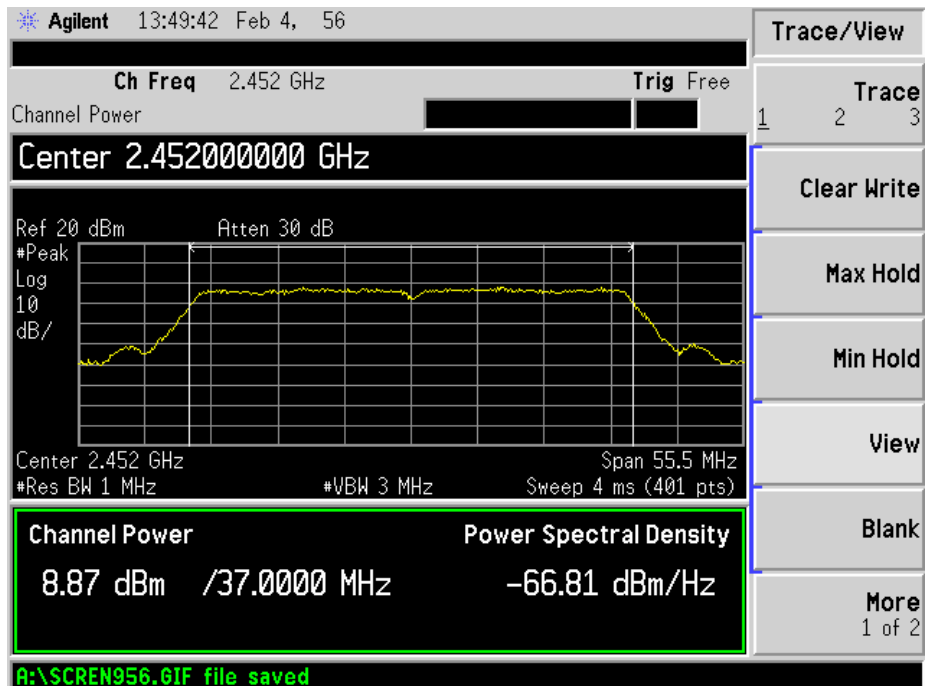 Agilent 13:49:42 Feb 4, 56
Trace/View
Ch Freq 2.452 GHz Trig Free
Channel Power
Center 2.452000000 GHz
Ref 20 dBm Atten 30 dB
#Peak
Log
10
dB/
Center 2.452 GHz Span 55.5 MHz
#Res BW 1 MHz #VBW 3 MHz Sweep 4 ms (401 pts)
Channel Power Power Spectral Density
8.87 dBm /37.0000 MHz -66.81 dBm/Hz
A:\SCREN956.GIF file saved
Trace
1 2 3
Clear Write
Max Hold
Min Hold
View
Blank
More
1 of 2